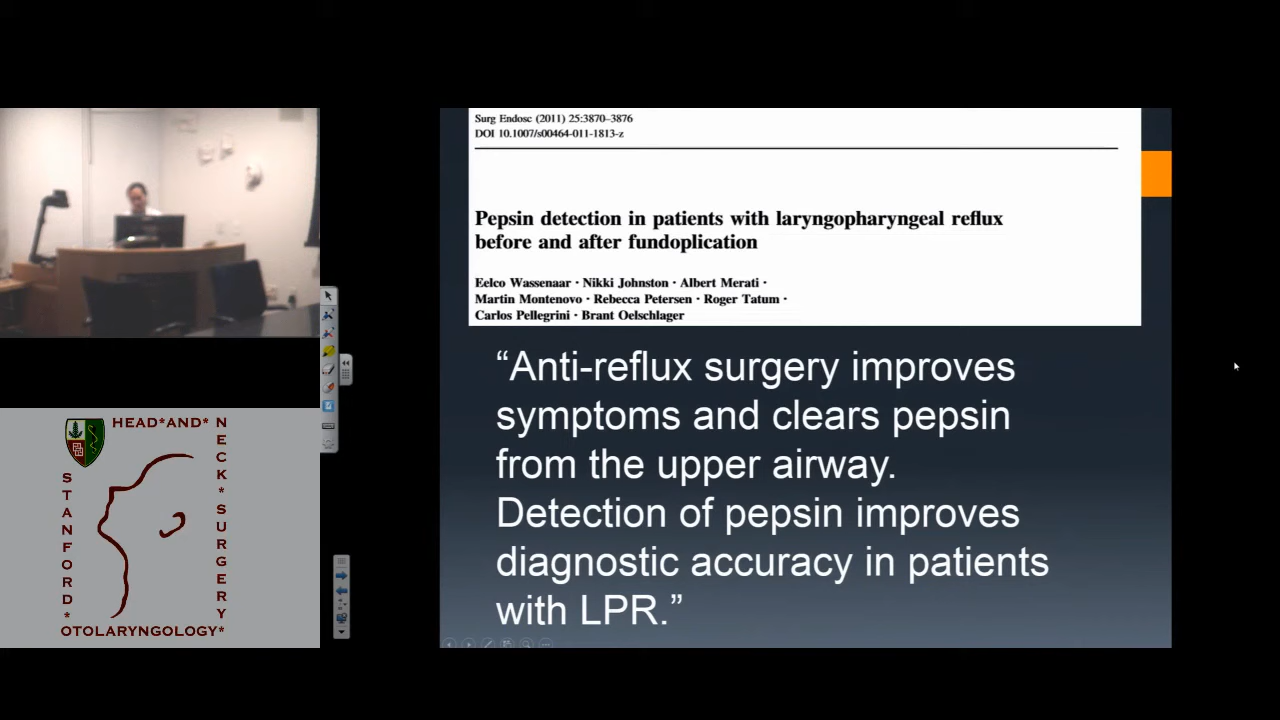 Surg Endosc (2011) 25:3870–3876
DOI 10.1007/s00464-011-1813-z
Pepsin detection in patients with laryngopharyngeal reflux
before and after fundoplication
Eelco Wassenaar · Nikki Johnston · Albert Merati ·
Martin Montenovo · Rebecca Petersen · Roger Tatum ·
Carlos Pellegrini · Brant Oelschlager
“Anti-reflux surgery improves
symptoms and clears pepsin
from the upper airway.
Detection of pepsin improves
diagnostic accuracy in patients
with LPR.”
STANFORD*
HEAD*AND*
NECK*SURGERY
OTOLARYNGOLOGY*